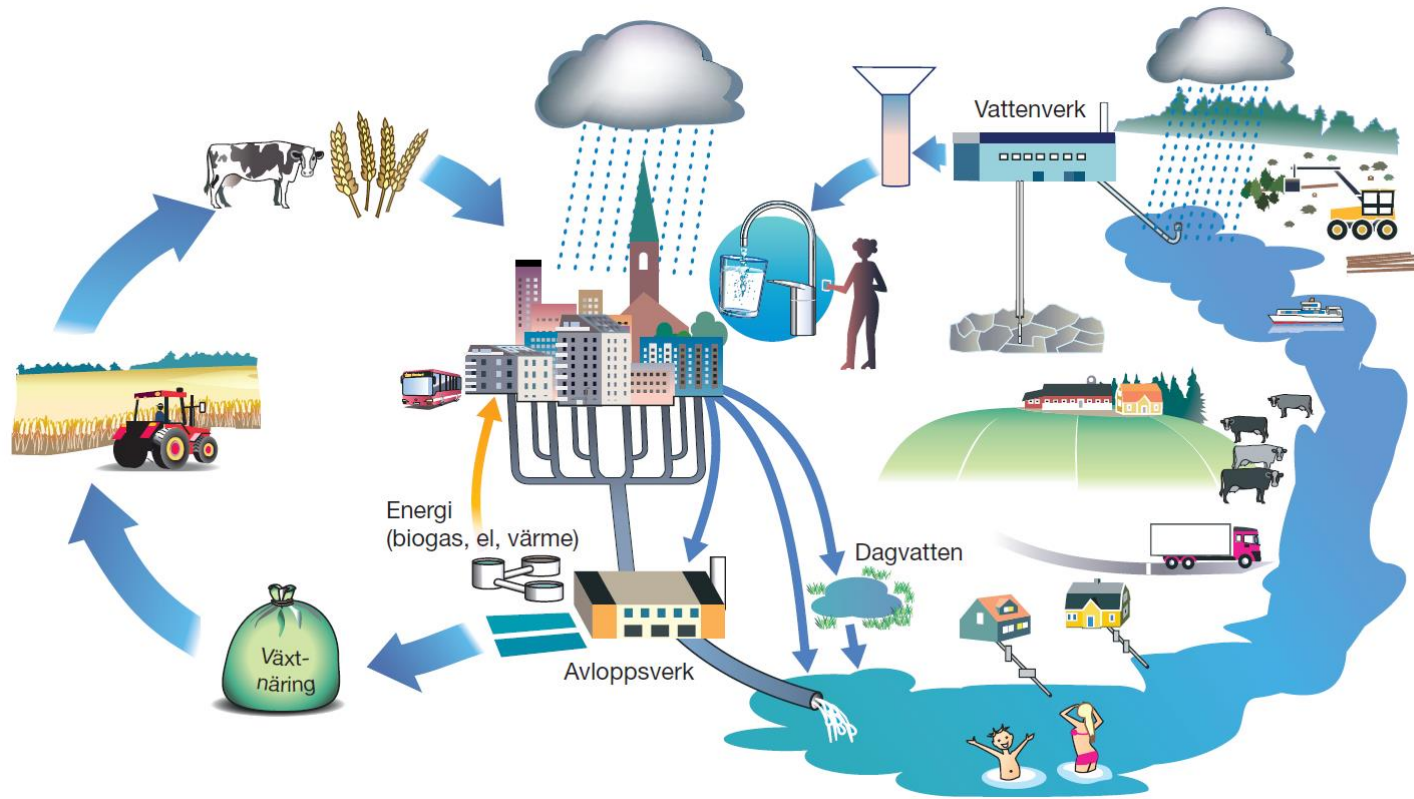 Vattenverk
Energi
(biogas, el, värme)
Dagvatten
Växt-
näring
Avloppsverk